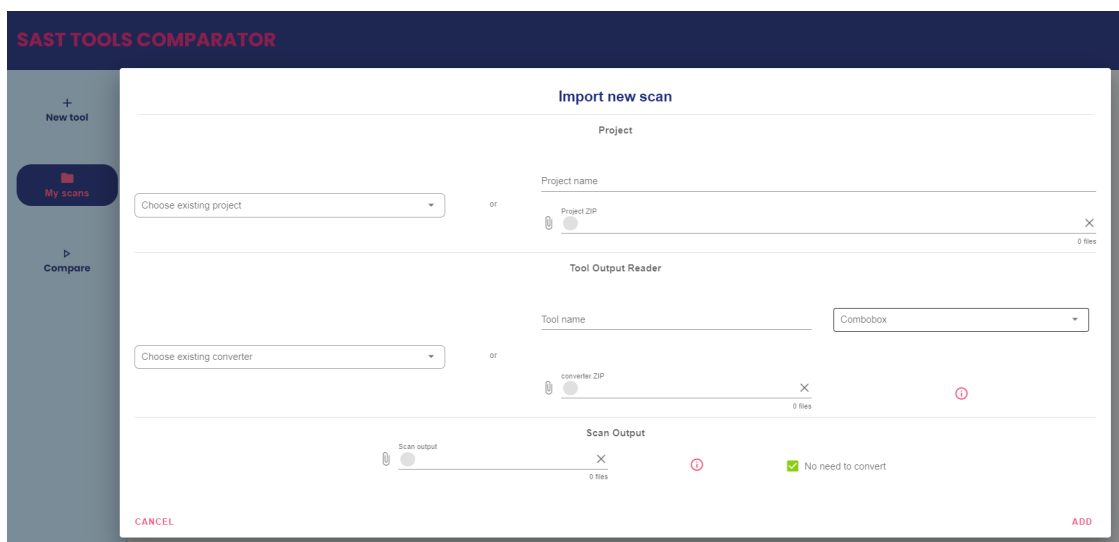 SAST TOOLS COMPARATOR
Import new scan
New tool
Project
My scans
Project name
Choose existing project
or
Project ZIP
0 files
Compare
Tool Output Reader
Tool name
Combobox
Choose existing converter
or
converter ZIP
0 files
Scan Output
Scan output
No need to convert
0 files
CANCEL
ADD